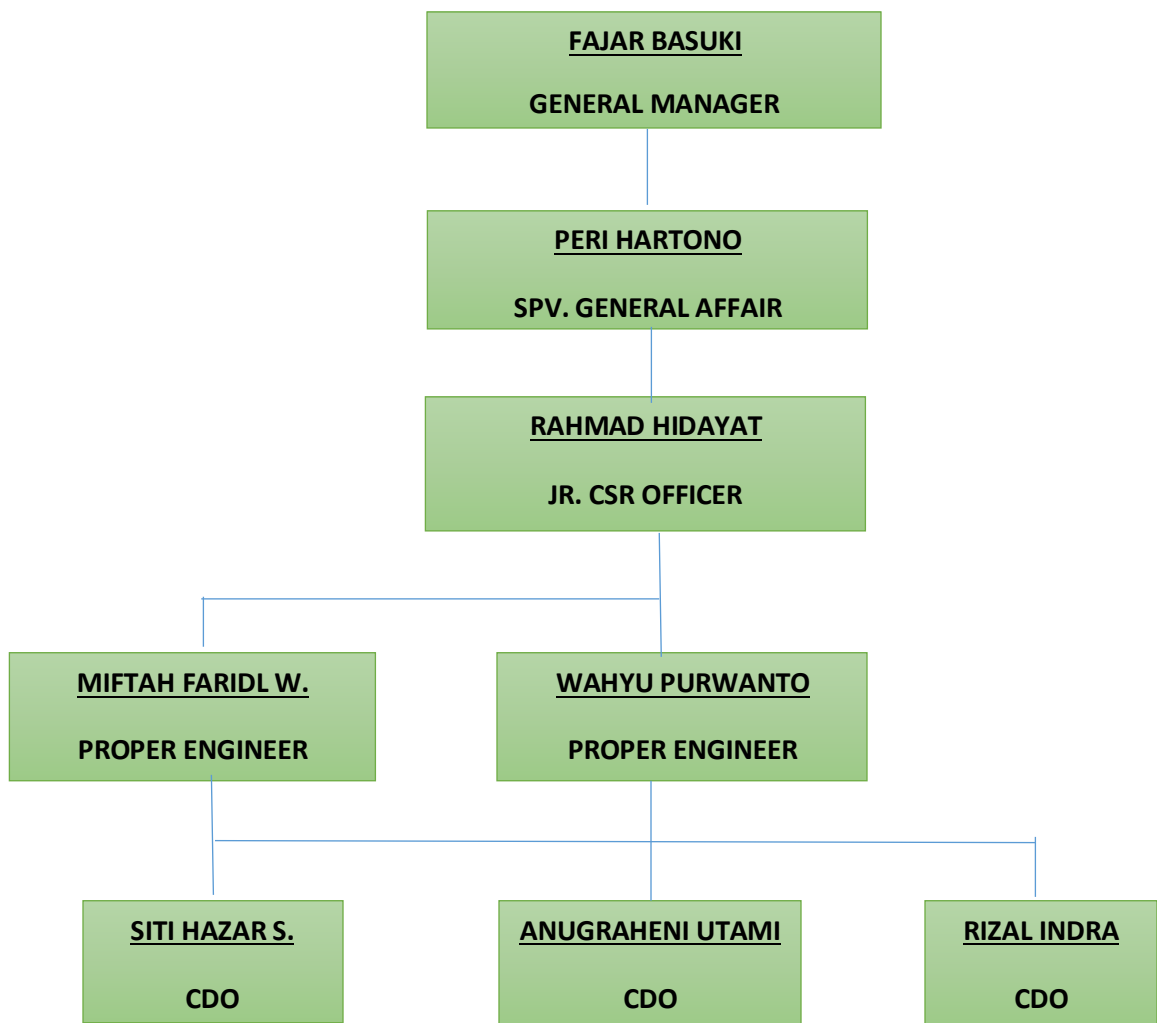 FAJAR BASUKI
GENERAL MANAGER
PERI HARTONO
SPV. GENERAL AFFAIR
RAHMAD HIDAYAT
JR. CSR OFFICER
MIFTAH FARIDL W.
PROPER ENGINEER
WAHYU PURWANTO
PROPER ENGINEER
SITI HAZAR S.
CDO
ANUGRAHENI UTAMI
CDO
RIZAL INDRA
CDO